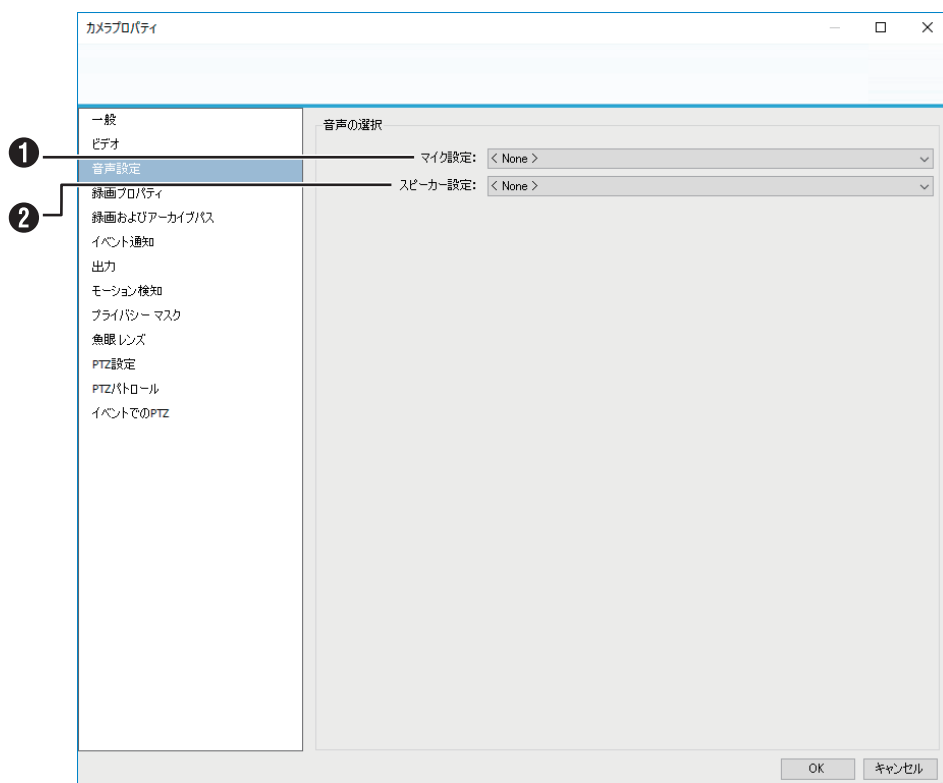 カメラプロパティ
一般
ビデオ
音声設定
録画プロパティ
録画およびアーカイブパス
イベント通知
出力
モーション検知
プライバシー マスク
魚眼レンズ
PTZ設定
PTZパトロール
イベントでのPTZ
音声の選択
❶ マイク設定: < None >
❷ スピーカー設定: < None >
OK キャンセル